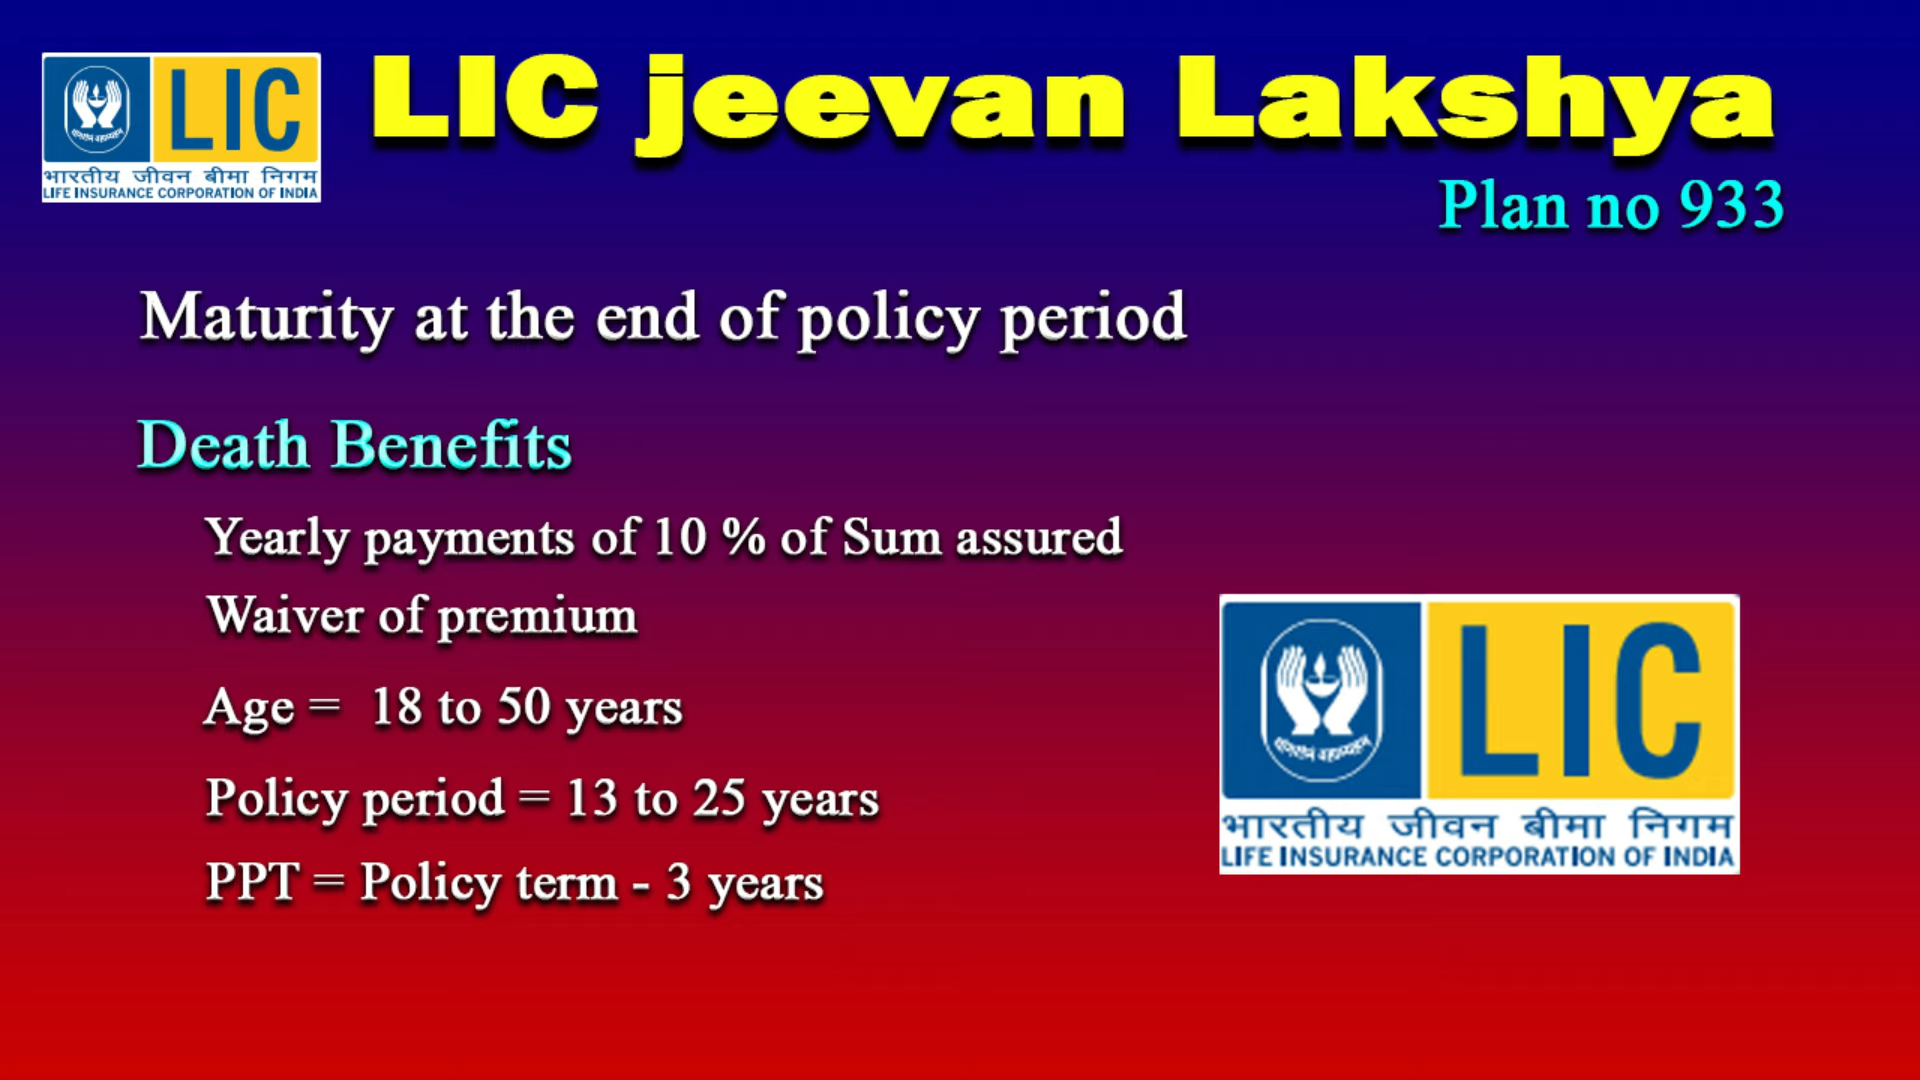 LIC
भारतीय जीवन बीमा निगम
LIFE INSURANCE CORPORATION OF INDIA
LIC jeevan Lakshya
Plan no 933
Maturity at the end of policy period
Death Benefits
Yearly payments of 10 % of Sum assured
Waiver of premium
Age = 18 to 50 years
Policy period = 13 to 25 years
PPT = Policy term - 3 years
LIC
भारतीय जीवन बीमा निगम
LIFE INSURANCE CORPORATION OF INDIA